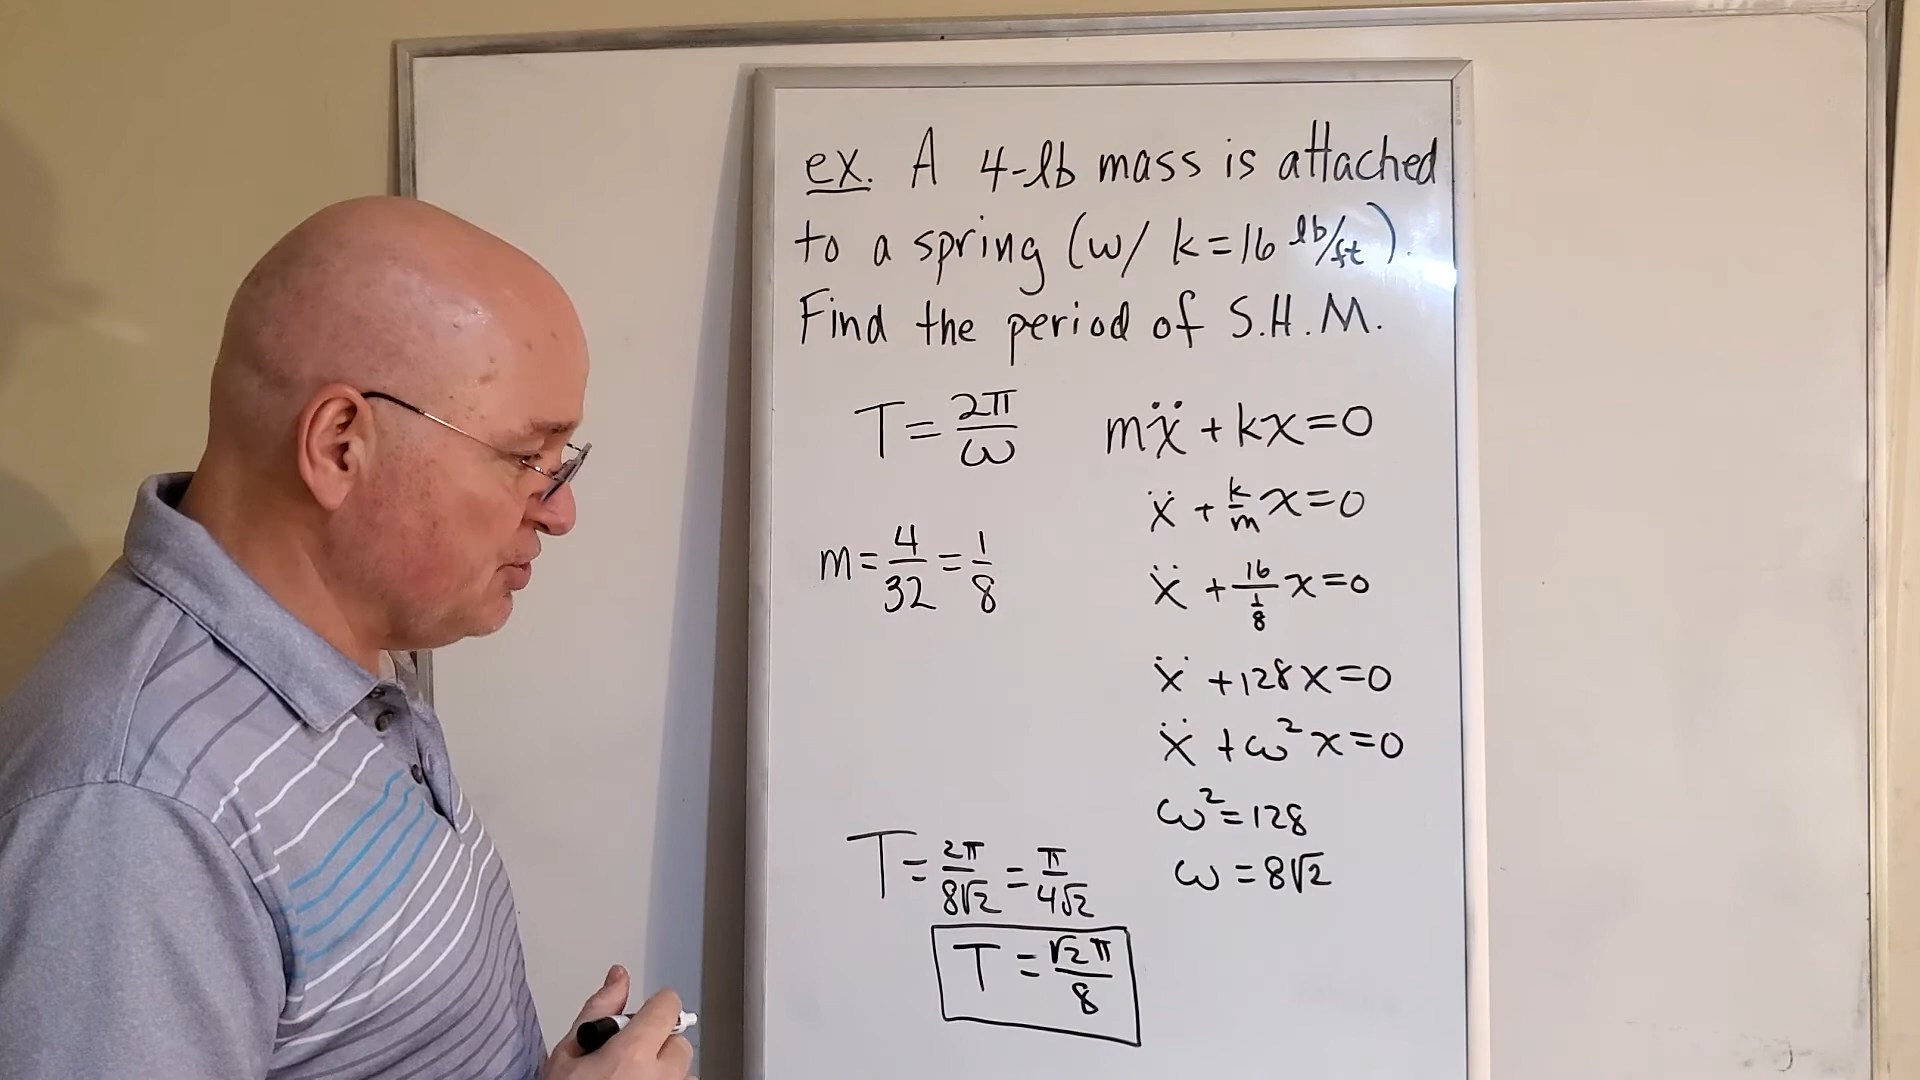 ex. A 4-lb mass is attached
to a spring (w/ k=16 lb/ft).
Find the period of S.H.M.
T = 2π/ω
mẍ + kx = 0
ẍ + k/m x = 0
m = 4/32 = 1/8
ẍ + 16/(1/8) x = 0
ẍ + 128x = 0
ẍ + ω²x = 0
ω² = 128
ω = 8√2
T = 2π/8√2 = π/4√2
T = √2π/8